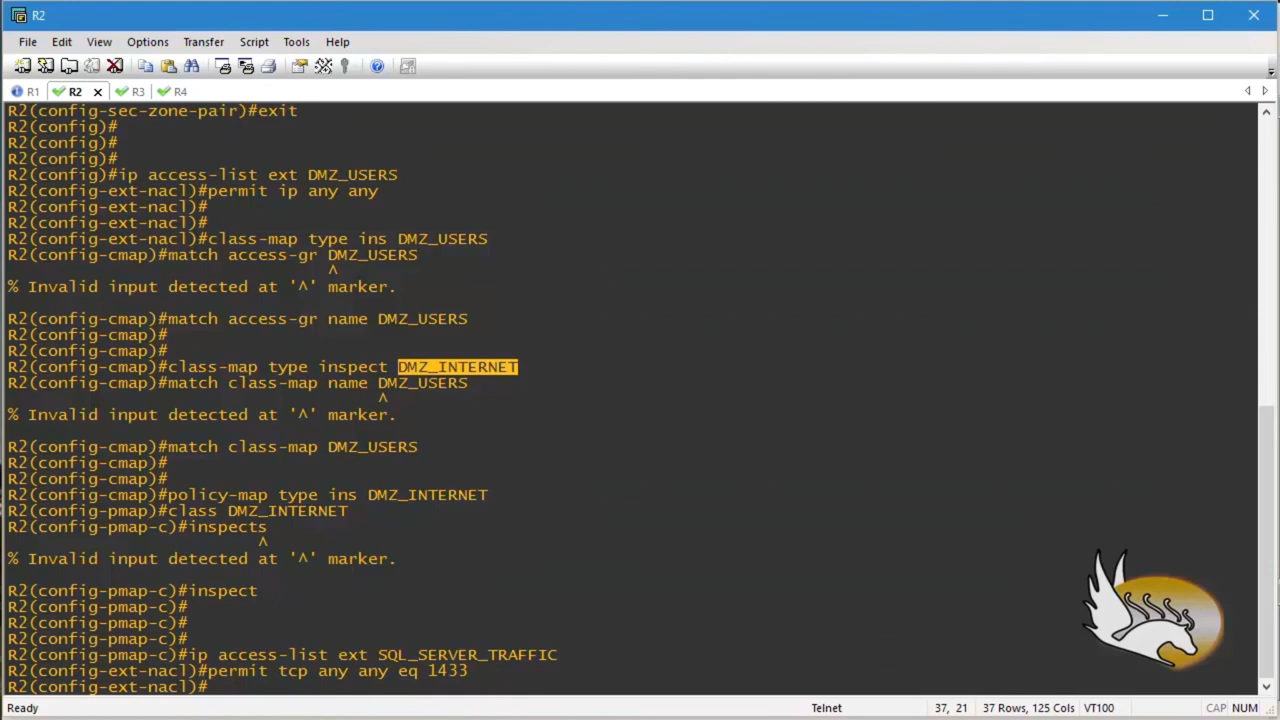 R2
File Edit View Options Transfer Script Tools Help
R1 R2 R3 R4
R2(config-sec-zone-pair)#exit
R2(config)#
R2(config)#
R2(config)#
R2(config)#ip access-list ext DMZ_USERS
R2(config-ext-nacl)#permit ip any any
R2(config-ext-nacl)#
R2(config-ext-nacl)#
R2(config-ext-nacl)#class-map type ins DMZ_USERS
R2(config-cmap)#match access-gr DMZ_USERS
^
% Invalid input detected at '^' marker.
R2(config-cmap)#match access-gr name DMZ_USERS
R2(config-cmap)#
R2(config-cmap)#
R2(config-cmap)#class-map type inspect DMZ_INTERNET
R2(config-cmap)#match class-map name DMZ_USERS
^
% Invalid input detected at '^' marker.
R2(config-cmap)#match class-map DMZ_USERS
R2(config-cmap)#
R2(config-cmap)#
R2(config-cmap)#policy-map type ins DMZ_INTERNET
R2(config-pmap)#class DMZ_INTERNET
R2(config-pmap-c)#inspects
^
% Invalid input detected at '^' marker.
R2(config-pmap-c)#inspect
R2(config-pmap-c)#
R2(config-pmap-c)#
R2(config-pmap-c)#
R2(config-pmap-c)#ip access-list ext SQL_SERVER_TRAFFIC
R2(config-ext-nacl)#permit tcp any any eq 1433
R2(config-ext-nacl)#
Ready Telnet 37, 21 37 Rows, 125 Cols VT100 CAP NUM